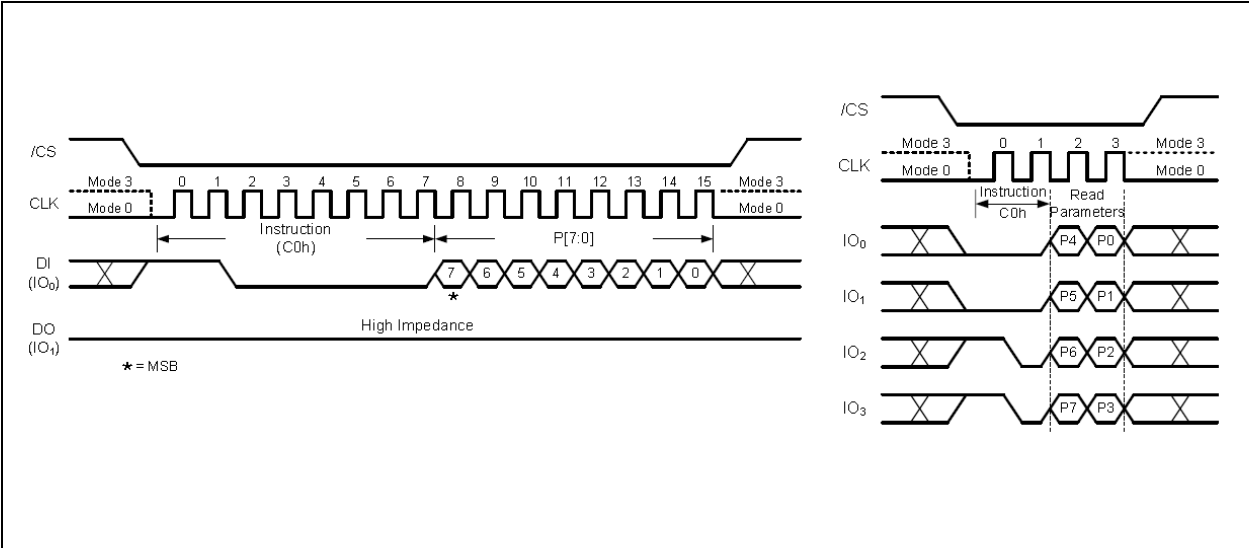 /CS
Mode 3 0 1 2 3 4 5 6 7 8 9 10 11 12 13 14 15 Mode 3
CLK Mode 0 Mode 0
Instruction
(C0h)
P[7:0]
DI
(IO₀)
7 6 5 4 3 2 1 0
*
High Impedance
DO
(IO₁)
* = MSB
/CS
Mode 3 0 1 2 3 Mode 3
CLK Mode 0 Mode 0
Instruction
C0h
Read
Parameters
IO₀ P4 P0
IO₁ P5 P1
IO₂ P6 P2
IO₃ P7 P3